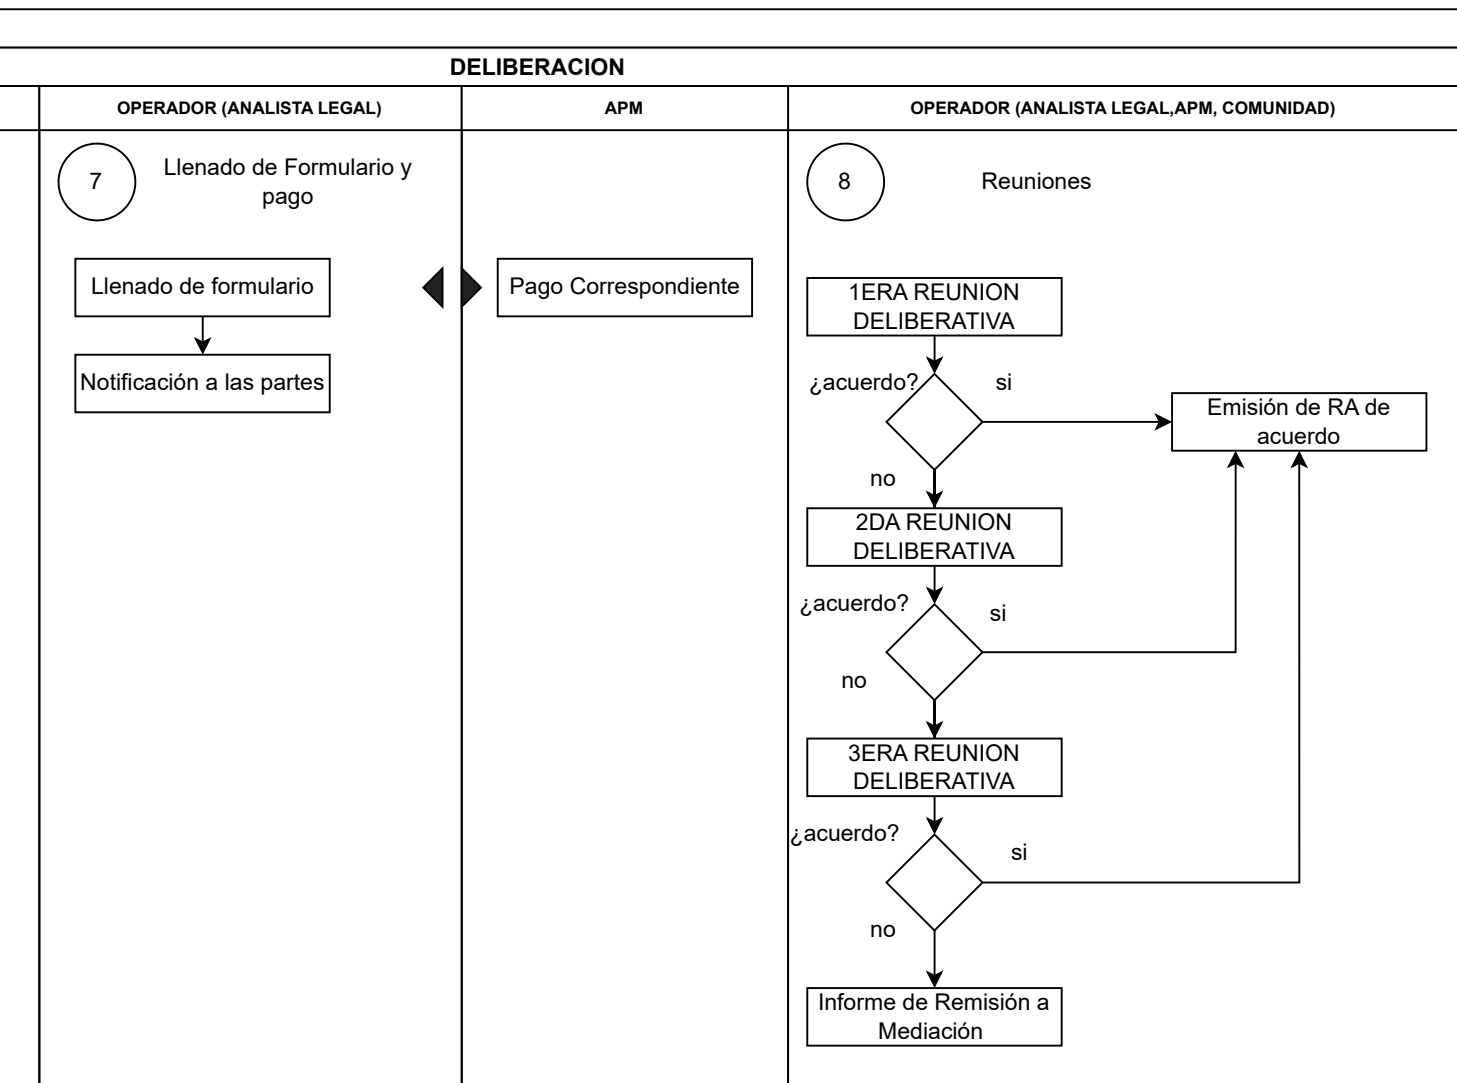 DELIBERACION
OPERADOR (ANALISTA LEGAL)
APM
OPERADOR (ANALISTA LEGAL,APM, COMUNIDAD)
7
Llenado de Formulario y
pago
8
Reuniones
Llenado de formulario
Pago Correspondiente
Notificación a las partes
1ERA REUNION
DELIBERATIVA
¿acuerdo?
si
Emisión de RA de
acuerdo
no
2DA REUNION
DELIBERATIVA
¿acuerdo?
si
no
3ERA REUNION
DELIBERATIVA
¿acuerdo?
si
no
Informe de Remisión a
Mediación